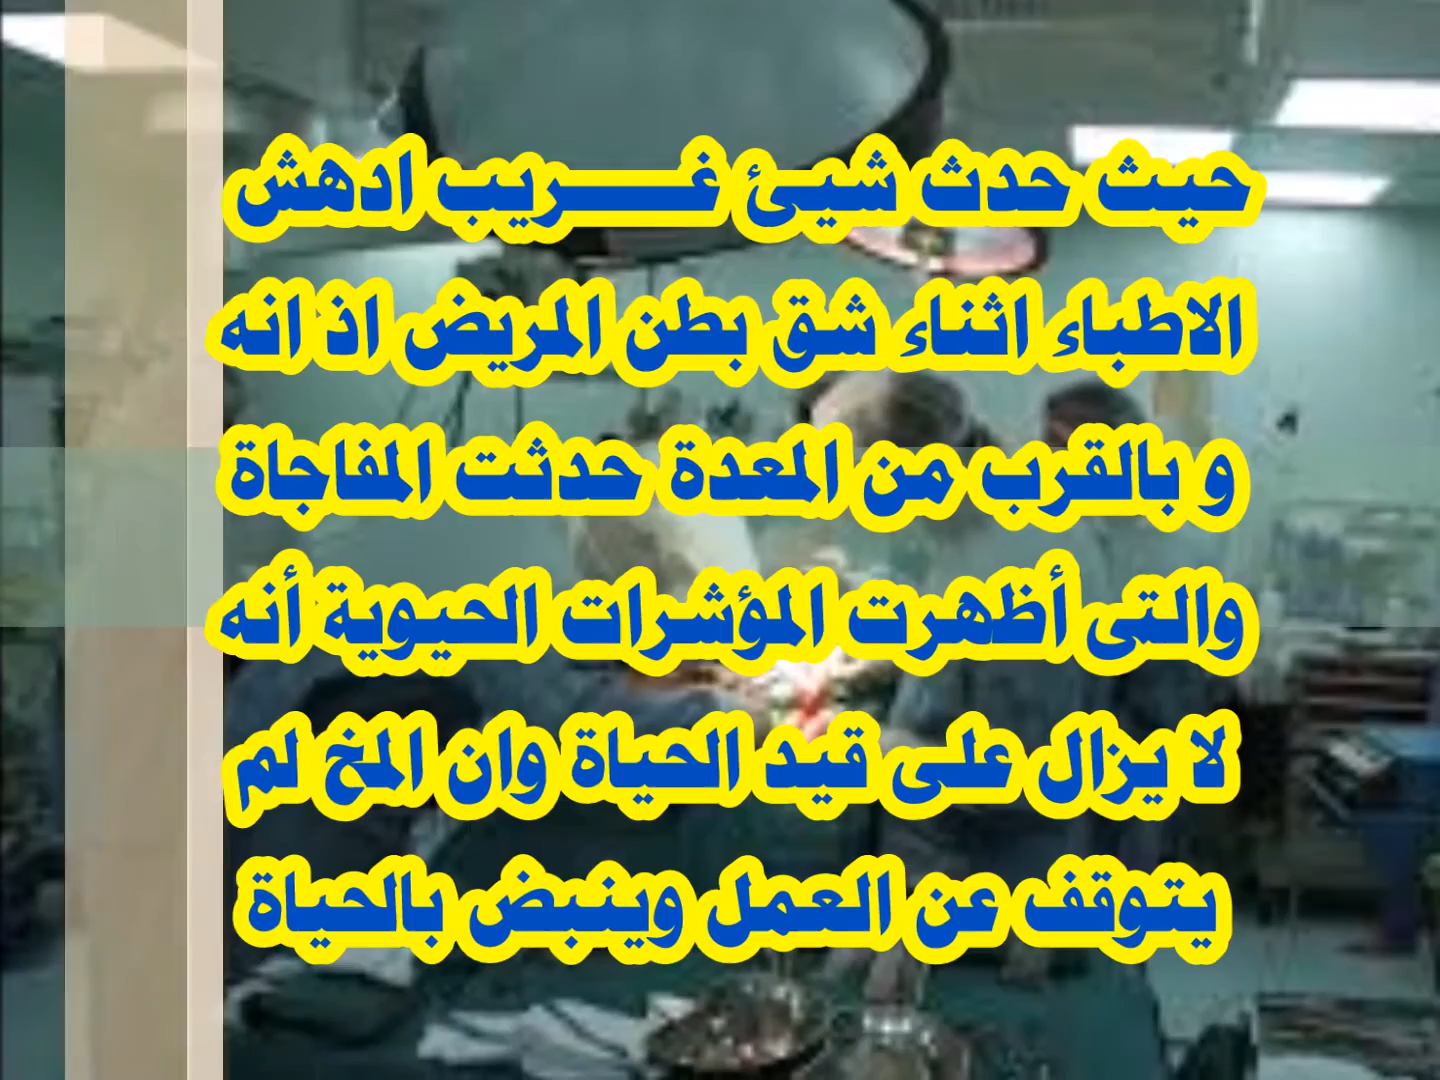 حيث حدث شيئ غـــــريب ادهش
الاطباء اثناء شق بطن المريض اذ انه
و بالقرب من المعدة حدثت المفاجاة
والتى أظهرت المؤشرات الحيوية أنه
لا يزال على قيد الحياة وان المخ لم
يتوقف عن العمل وينبض بالحياة